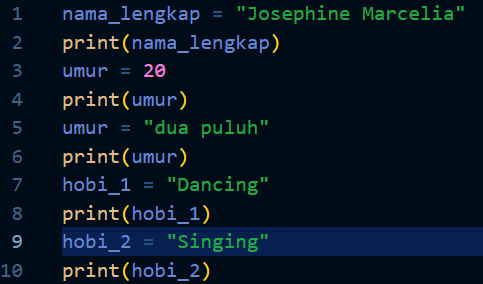 1 nama_lengkap = "Josephine Marcelia"
2 print(nama_lengkap)
3 umur = 20
4 print(umur)
5 umur = "dua puluh"
6 print(umur)
7 hobi_1 = "Dancing"
8 print(hobi_1)
9 hobi_2 = "Singing"
10 print(hobi_2)